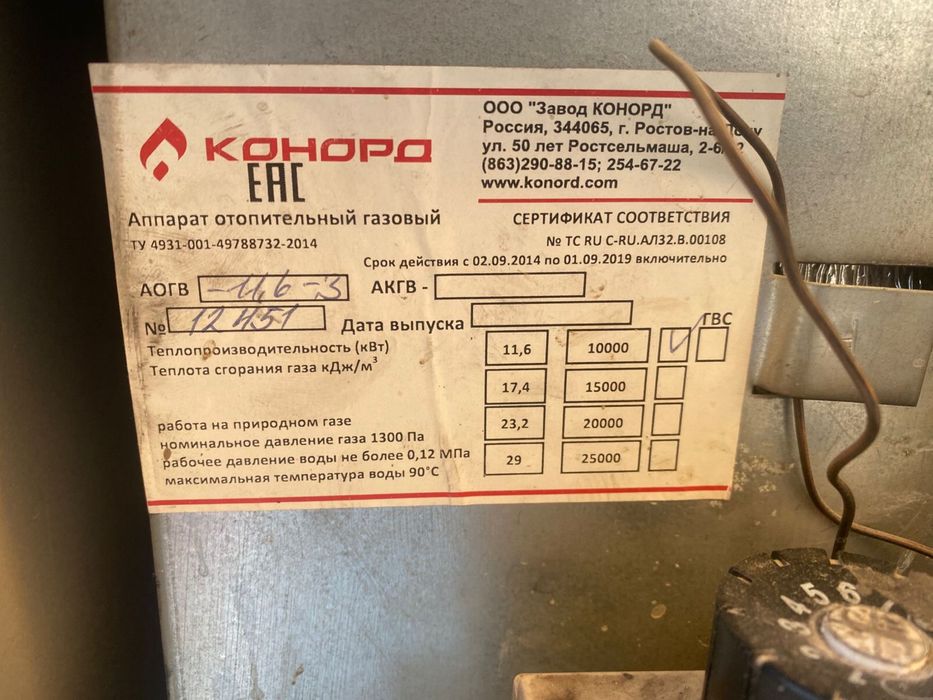 КОНОРД
ЕАС
ООО "Завод КОНОРД"
Россия, 344065, г. Ростов-на-Дону
ул. 50 лет Ростсельмаша,
(863)290-88-15; 254-67-22
www.konord.com
Аппарат отопительный газовый
ТУ 4931-001-49788732-2014
СЕРТИФИКАТ СООТВЕТСТВИЯ
№ ТС RU C-RU.АЛ32.В.00108
Срок действия с 02.09.2014 по 01.09.2019 включительно
АОГВ -11,6-3 АКГВ -
№ 12451 Дата выпуска
ГВС
Теплопроизводительность (кВт)
Теплота сгорания газа кДж/м³
11,6 10000
17,4 15000
23,2 20000
29 25000
работа на природном газе
номинальное давление газа 1300 Па
рабочее давление воды не более 0,12 МПа
максимальная температура воды 90°С
3 4 5 6